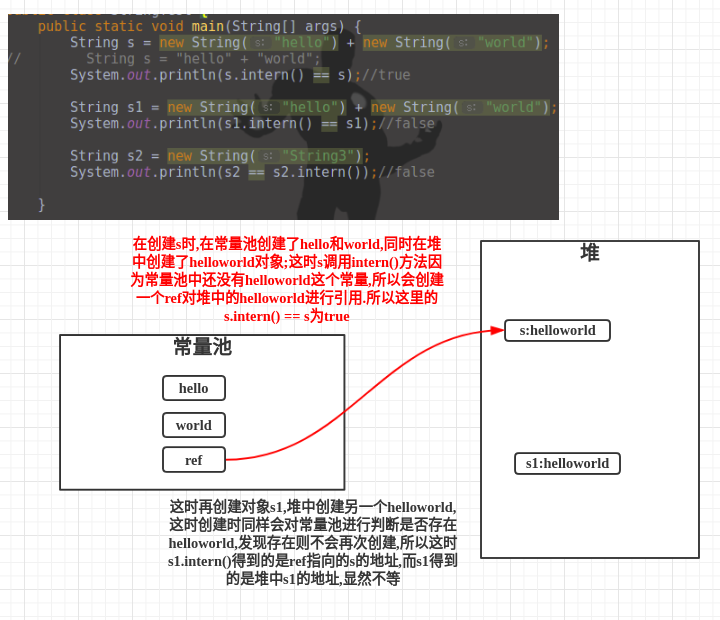 public static void main(String[] args) {
String s = new String( s: "hello") + new String( s: "world");
// String s = "hello" + "world";
System.out.println(s.intern() == s);//true
String s1 = new String( s: "hello") + new String( s: "world");
System.out.println(s1.intern() == s1);//false
String s2 = new String( s: "String3");
System.out.println(s2 == s2.intern());//false
}
在创建s时,在常量池创建了hello和world,同时在堆
中创建了helloworld对象;这时s调用intern()方法因
为常量池中还没有helloworld这个常量,所以会创建
一个ref对堆中的helloworld进行引用.所以这里的
s.intern() == s为true
堆
s:helloworld
s1:helloworld
常量池
hello
world
ref
这时再创建对象s1,堆中创建另一个helloworld,
这时创建时同样会对常量池进行判断是否存在
helloworld,发现存在则不会再次创建,所以这时
s1.intern()得到的是ref指向的s的地址,而s1得到
的是堆中s1的地址,显然不等